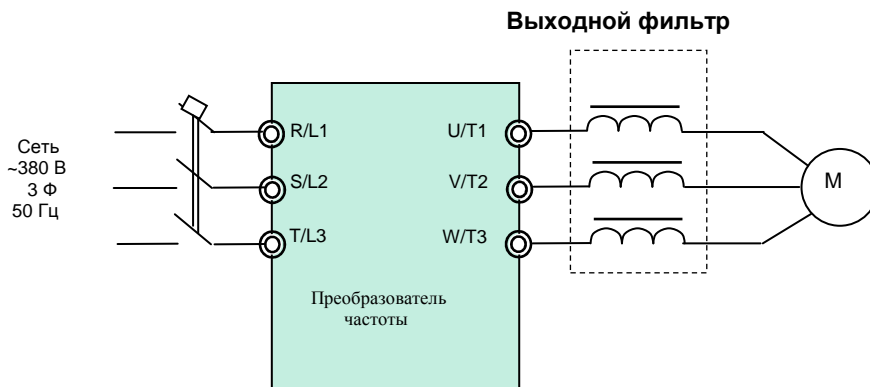 Выходной фильтр
Сеть
~380 В
3 Ф
50 Гц
R/L1
S/L2
T/L3
U/T1
V/T2
W/T3
Преобразователь
частоты
M